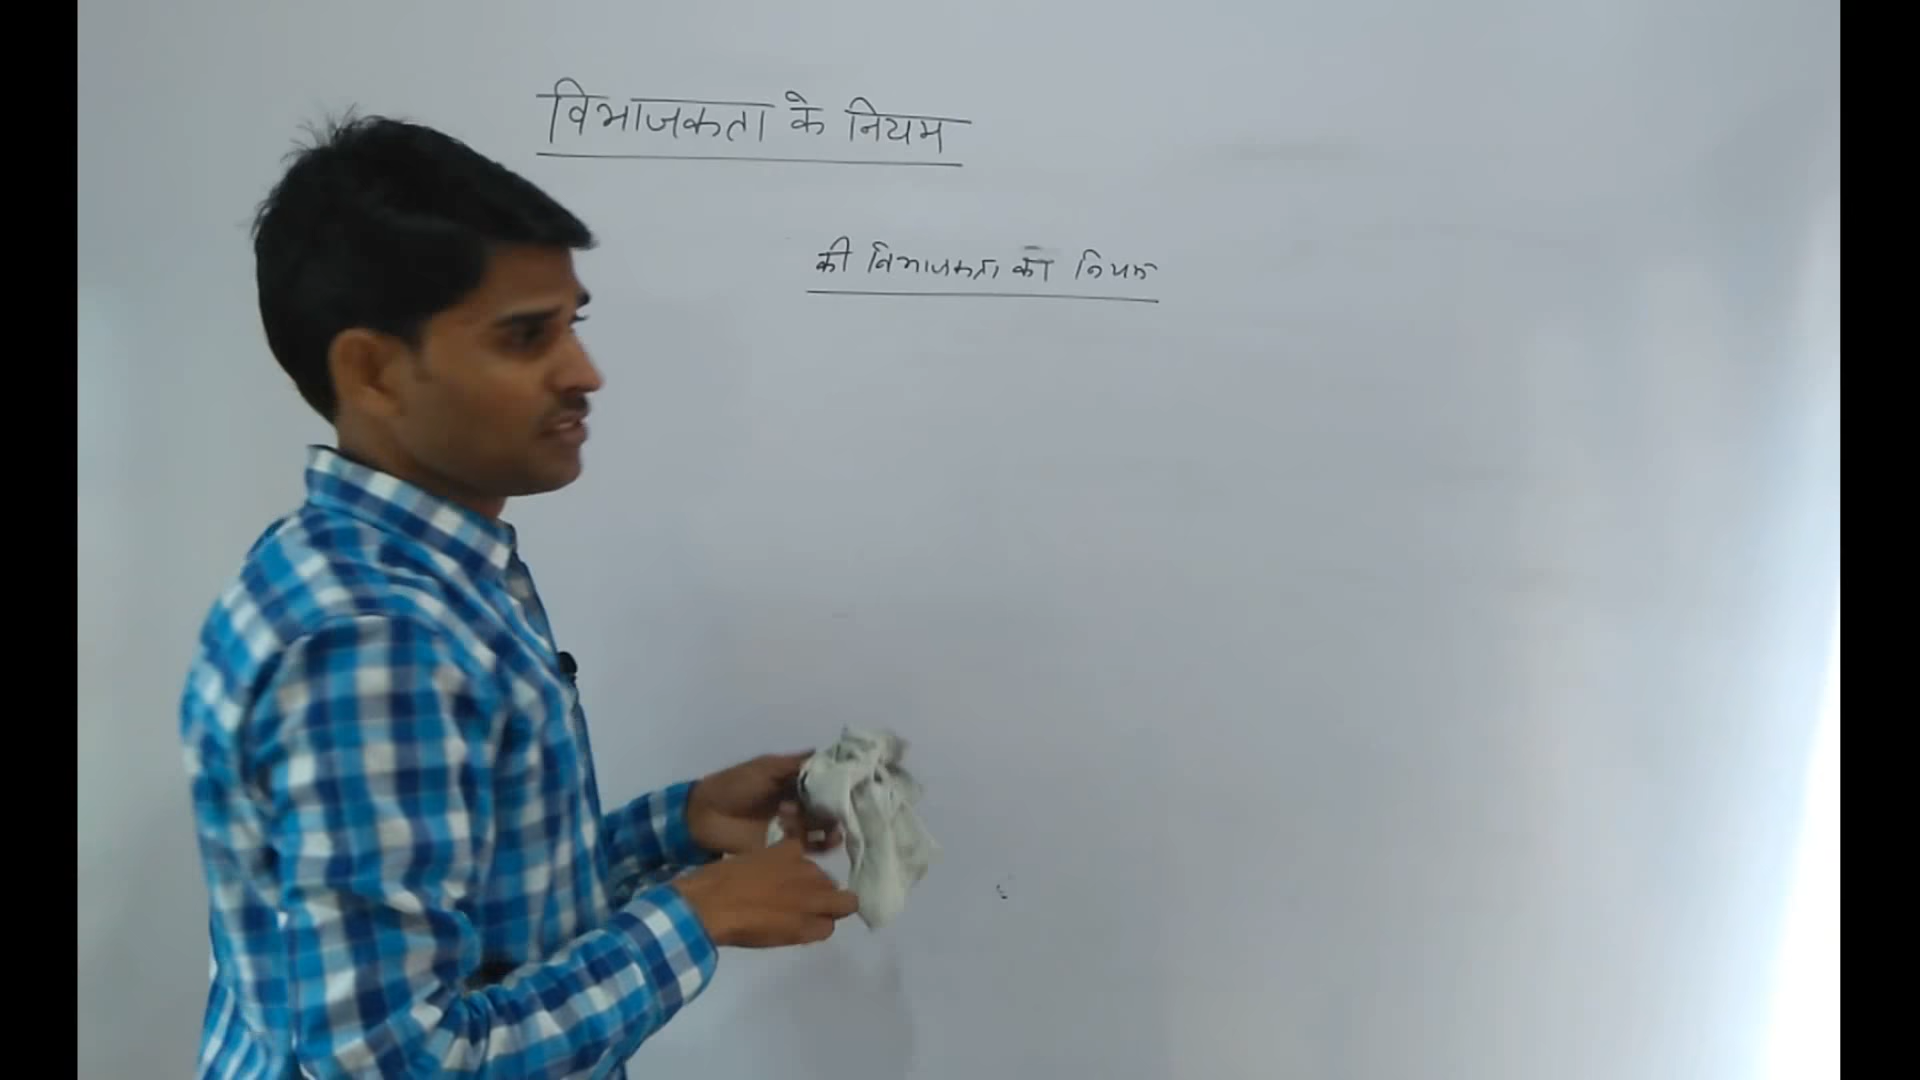 विभाजकता के नियम
की विभाजकता का नियम